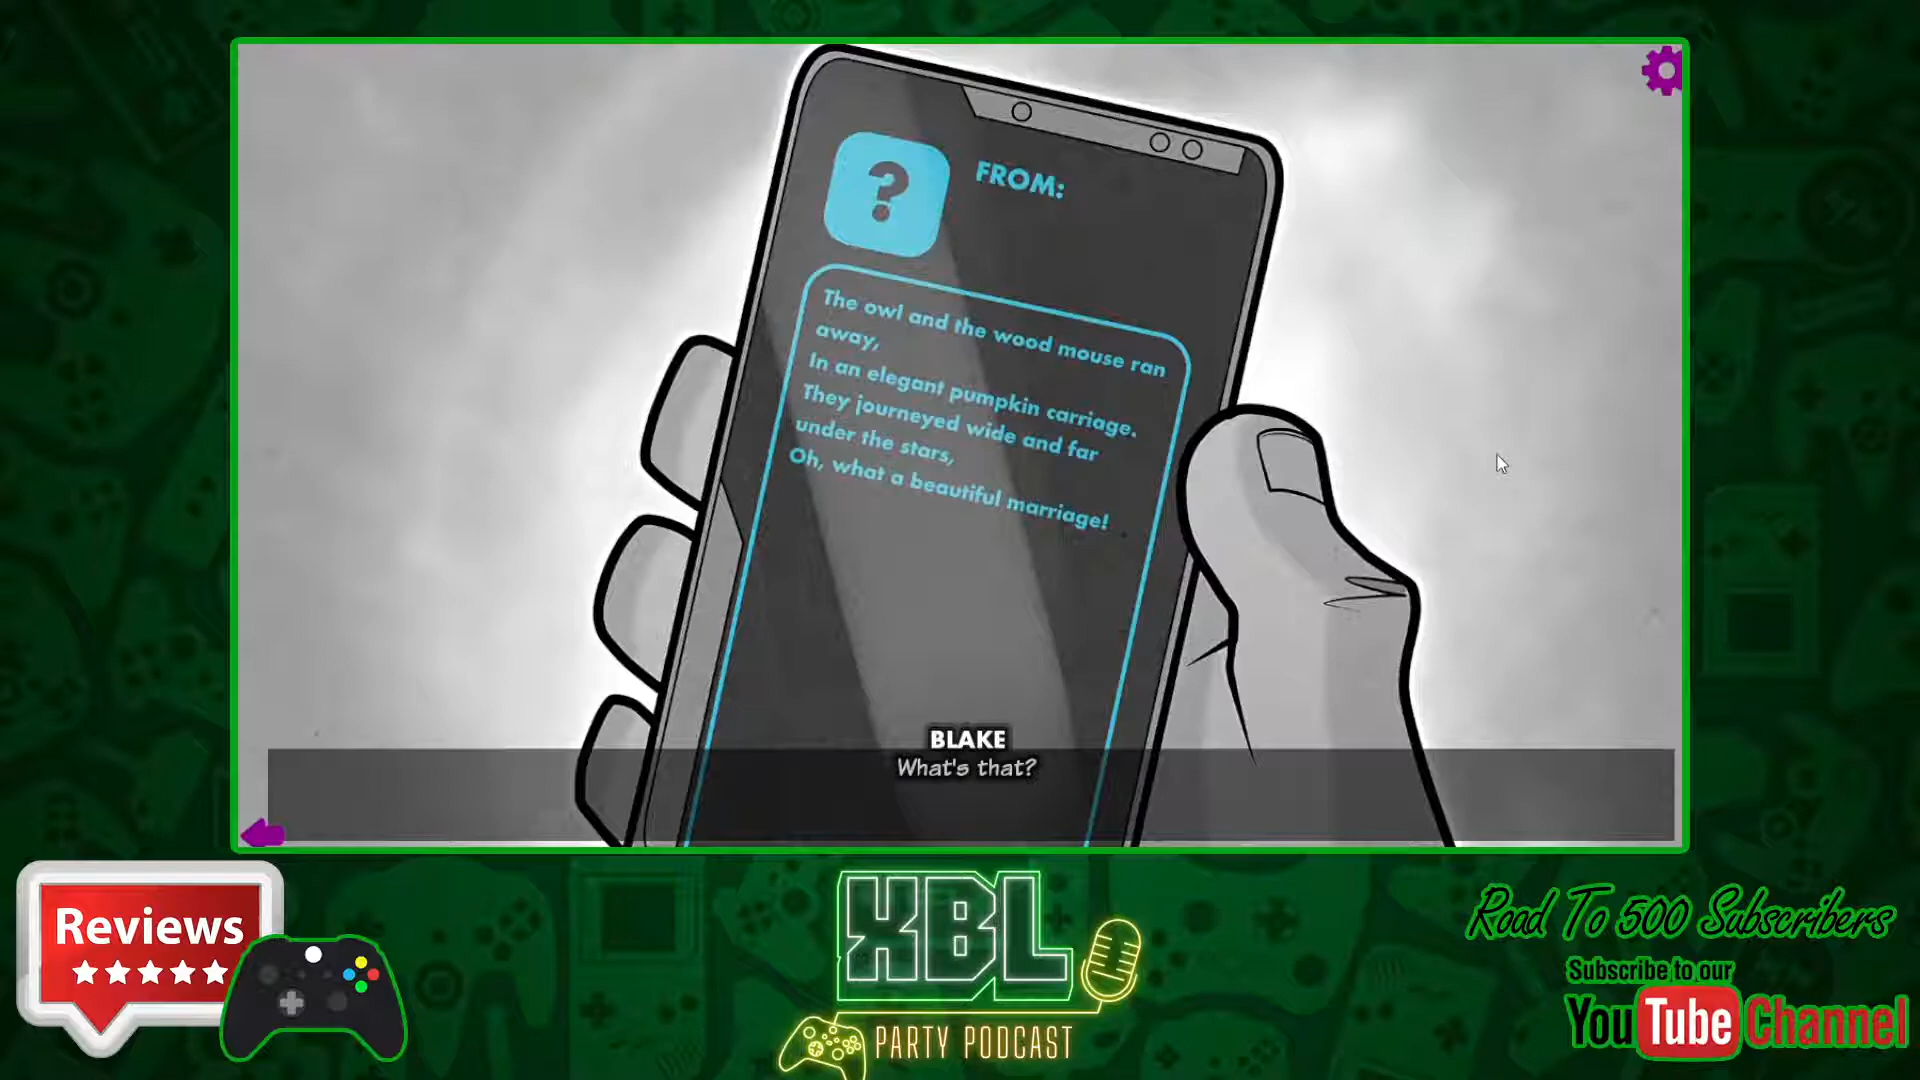 ?
FROM:
The owl and the wood mouse ran
away,
In an elegant pumpkin carriage.
They journeyed wide and far
under the stars,
Oh, what a beautiful marriage!
BLAKE
What's that?
Reviews
XBL
PARTY PODCAST
Road To 500 Subscribers
Subscribe to our
YouTube Channel